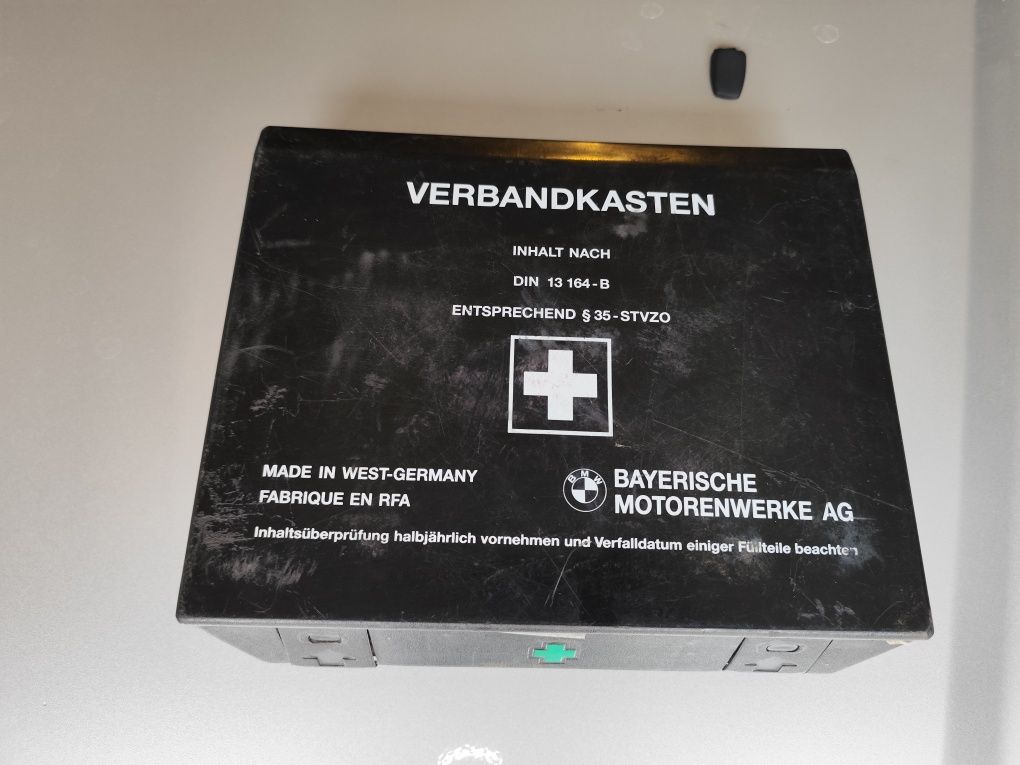 VERBANDKASTEN
INHALT NACH
DIN 13 164-B
ENTSPRECHEND § 35-STVZO
MADE IN WEST-GERMANY
FABRIQUE EN RFA
BMW
BAYERISCHE
MOTORENWERKE AG
Inhaltsüberprüfung halbjährlich vornehmen und Verfalldatum einiger Füllteile beachten